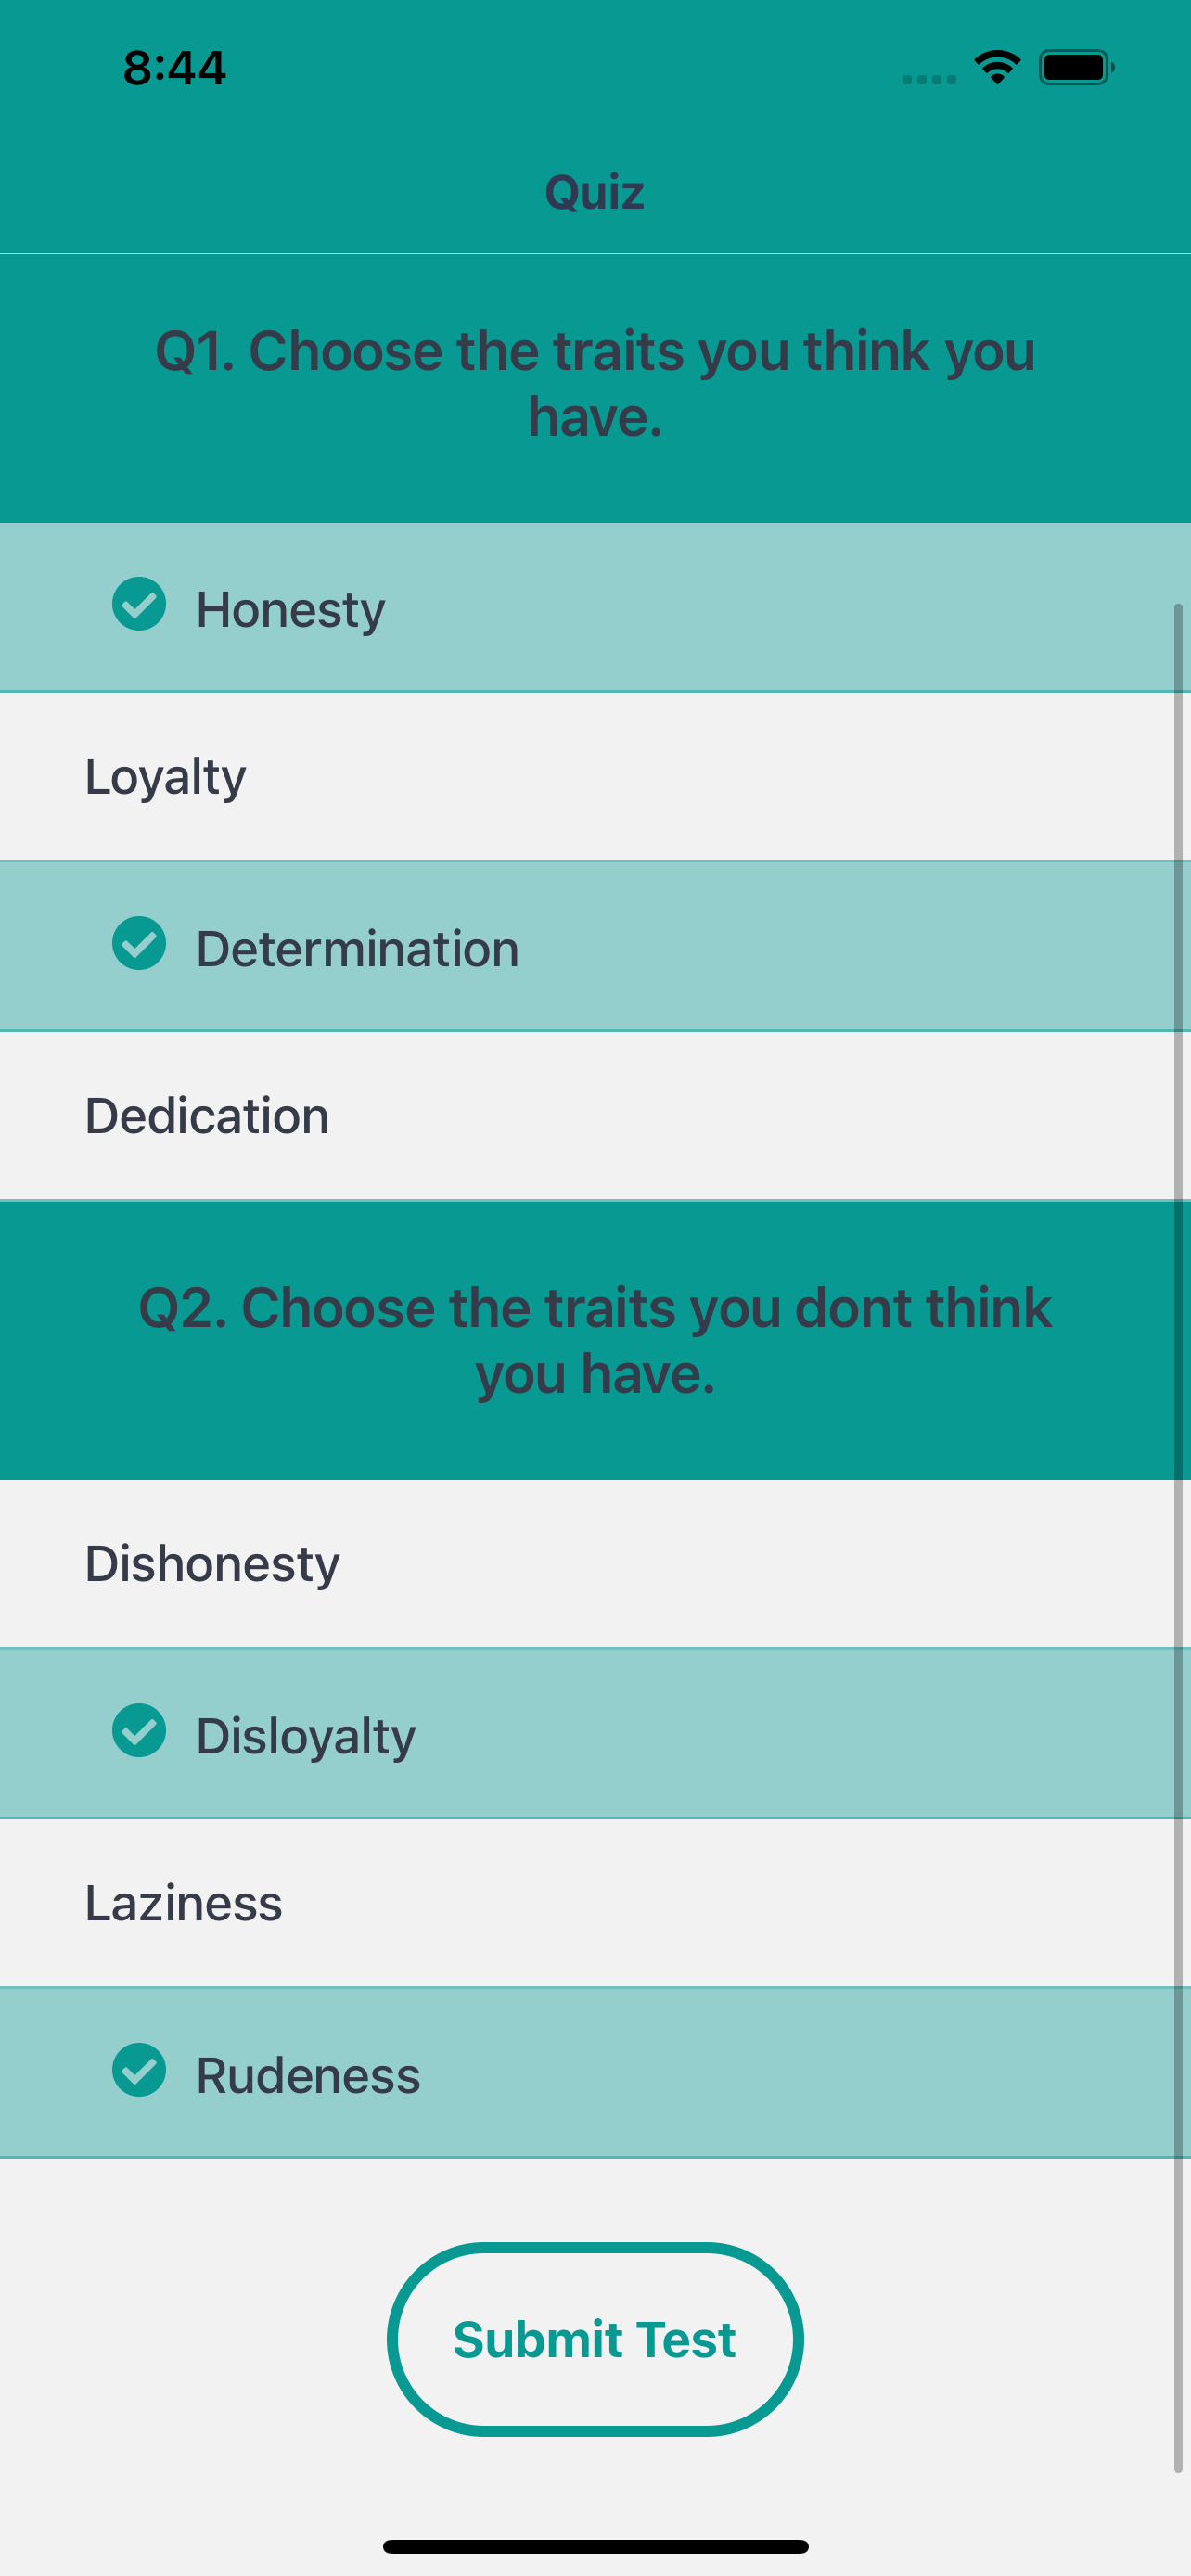 8:44
Quiz
Q1. Choose the traits you think you
have.
Honesty
Loyalty
Determination
Dedication
Q2. Choose the traits you dont think
you have.
Dishonesty
Disloyalty
Laziness
Rudeness
Submit Test